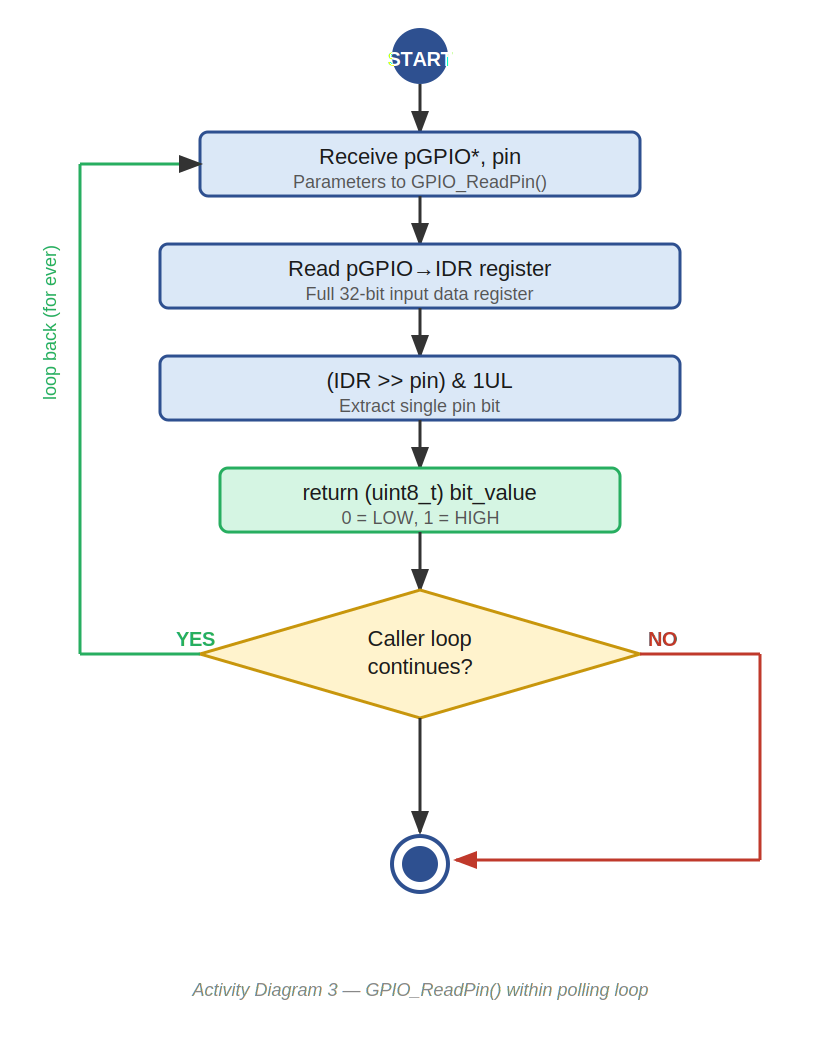 START
Receive pGPIO*, pin
Parameters to GPIO_ReadPin()
Read pGPIO→IDR register
Full 32-bit input data register
loop back (for ever)
(IDR >> pin) & 1UL
Extract single pin bit
return (uint8_t) bit_value
0 = LOW, 1 = HIGH
YES
Caller loop
continues?
NO
Activity Diagram 3 — GPIO_ReadPin() within polling loop